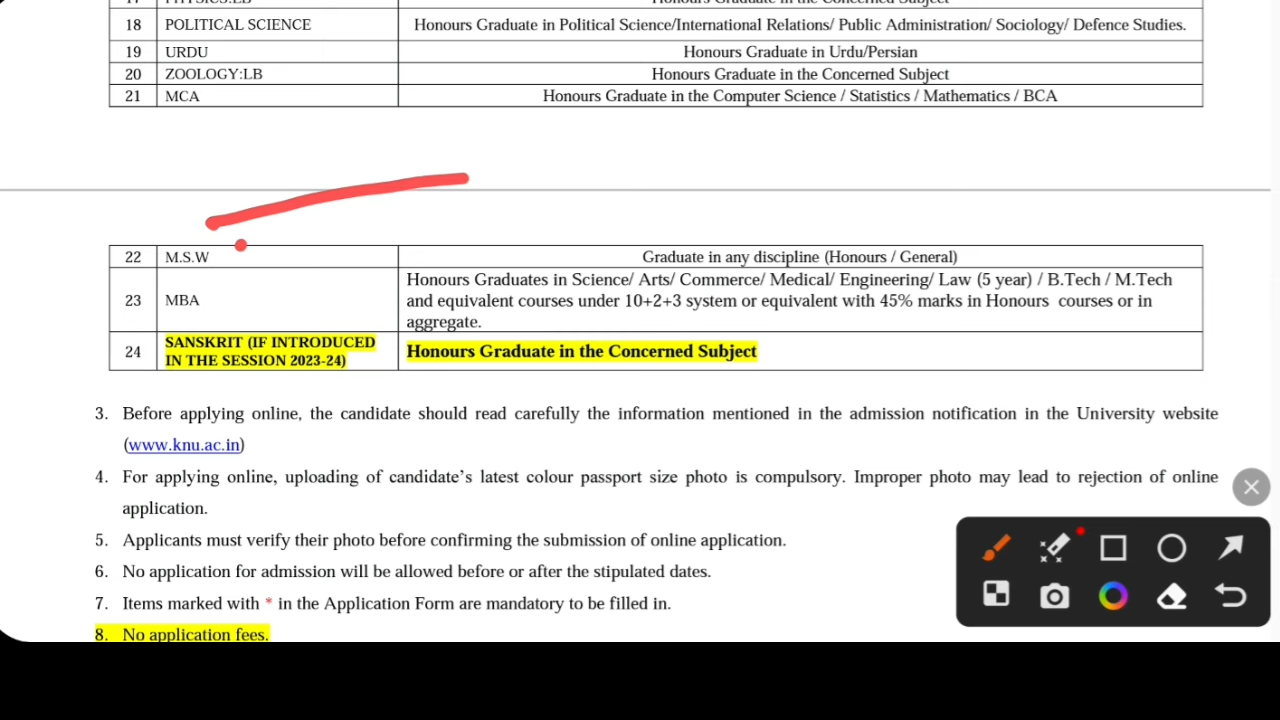 18 POLITICAL SCIENCE Honours Graduate in Political Science/International Relations/ Public Administration/ Sociology/ Defence Studies.
19 URDU Honours Graduate in Urdu/Persian
20 ZOOLOGY:LB Honours Graduate in the Concerned Subject
21 MCA Honours Graduate in the Computer Science / Statistics / Mathematics / BCA
22 M.S.W Graduate in any discipline (Honours / General)
23 MBA Honours Graduates in Science/ Arts/ Commerce/ Medical/ Engineering/ Law (5 year) / B.Tech / M.Tech
and equivalent courses under 10+2+3 system or equivalent with 45% marks in Honours courses or in
aggregate.
24 SANSKRIT (IF INTRODUCED
IN THE SESSION 2023-24) Honours Graduate in the Concerned Subject
3. Before applying online, the candidate should read carefully the information mentioned in the admission notification in the University website
(www.knu.ac.in)
4. For applying online, uploading of candidate's latest colour passport size photo is compulsory. Improper photo may lead to rejection of online
application.
5. Applicants must verify their photo before confirming the submission of online application.
6. No application for admission will be allowed before or after the stipulated dates.
7. Items marked with * in the Application Form are mandatory to be filled in.
8. No application fees.